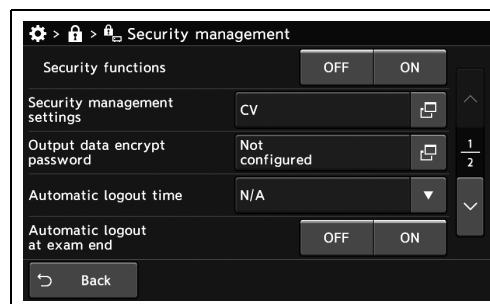 > > Security management
Security functions OFF ON
Security management
settings CV
Output data encrypt
password Not
configured
1
2
Automatic logout time N/A
Automatic logout
at exam end OFF ON
Back